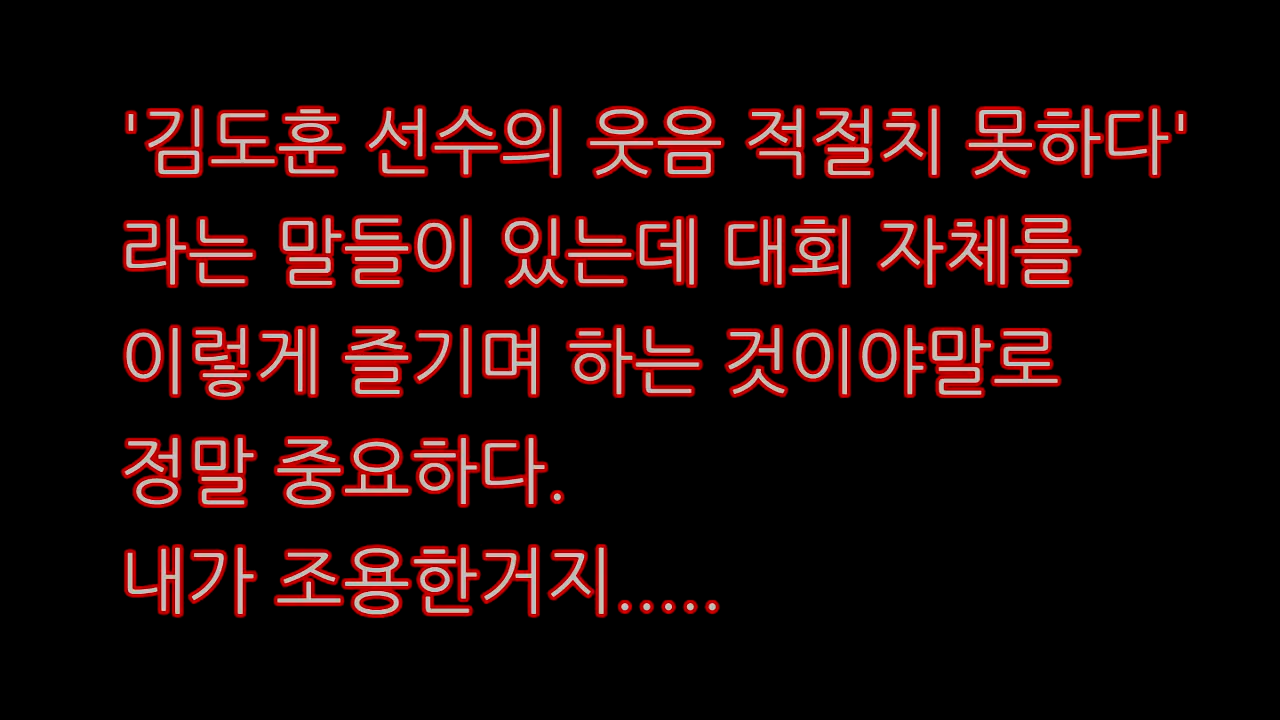 '김도훈 선수의 웃음 적절치 못하다'
라는 말들이 있는데 대회 자체를
이렇게 즐기며 하는 것이야말로
정말 중요하다.
내가 조용한거지.....